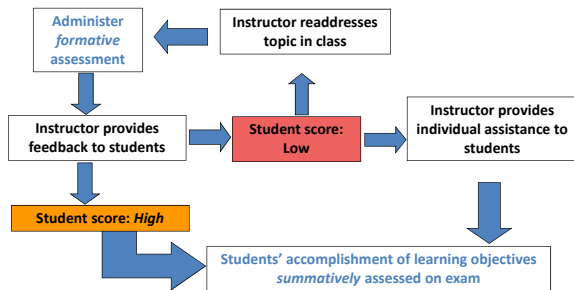 Administer
formative
assessment
Instructor readdresses
topic in class
Instructor provides
feedback to students
Student score:
Low
Instructor provides
individual assistance to
students
Student score: High
Students’ accomplishment of learning objectives
summatively assessed on exam